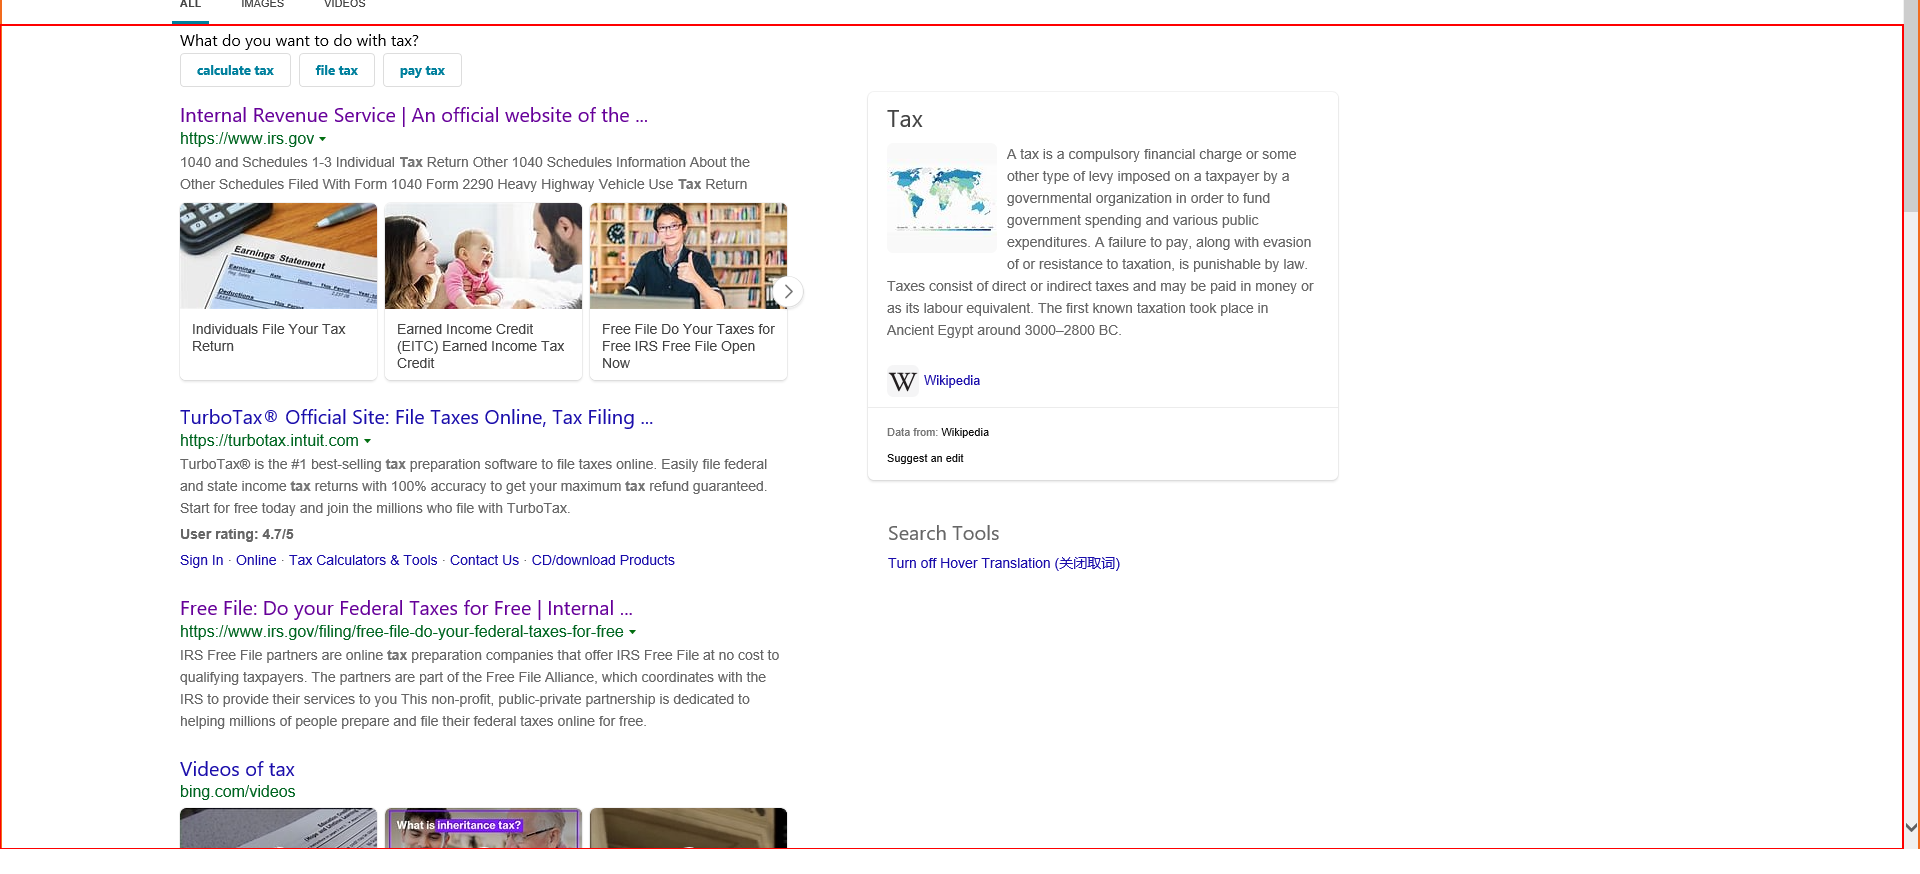 ALL IMAGES VIDEOS
What do you want to do with tax?
calculate tax file tax pay tax
Internal Revenue Service | An official website of the ...
https://www.irs.gov
1040 and Schedules 1-3 Individual Tax Return Other 1040 Schedules Information About the
Other Schedules Filed With Form 1040 Form 2290 Heavy Highway Vehicle Use Tax Return
Earnings Statement
Earnings
Rate
Hours
This Period
Deductions
Individuals File Your Tax
Return
Earned Income Credit
(EITC) Earned Income Tax
Credit
Free File Do Your Taxes for
Free IRS Free File Open
Now
TurboTax® Official Site: File Taxes Online, Tax Filing ...
https://turbotax.intuit.com
TurboTax® is the #1 best-selling tax preparation software to file taxes online. Easily file federal
and state income tax returns with 100% accuracy to get your maximum tax refund guaranteed.
Start for free today and join the millions who file with TurboTax.
User rating: 4.7/5
Sign In · Online · Tax Calculators & Tools · Contact Us · CD/download Products
Free File: Do your Federal Taxes for Free | Internal ...
https://www.irs.gov/filing/free-file-do-your-federal-taxes-for-free
IRS Free File partners are online tax preparation companies that offer IRS Free File at no cost to
qualifying taxpayers. The partners are part of the Free File Alliance, which coordinates with the
IRS to provide their services to you This non-profit, public-private partnership is dedicated to
helping millions of people prepare and file their federal taxes online for free.
Videos of tax
bing.com/videos
What is inheritance tax?
Tax
A tax is a compulsory financial charge or some
other type of levy imposed on a taxpayer by a
governmental organization in order to fund
government spending and various public
expenditures. A failure to pay, along with evasion
of or resistance to taxation, is punishable by law.
Taxes consist of direct or indirect taxes and may be paid in money or
as its labour equivalent. The first known taxation took place in
Ancient Egypt around 3000–2800 BC.
W Wikipedia
Data from: Wikipedia
Suggest an edit
Search Tools
Turn off Hover Translation (关闭取词)